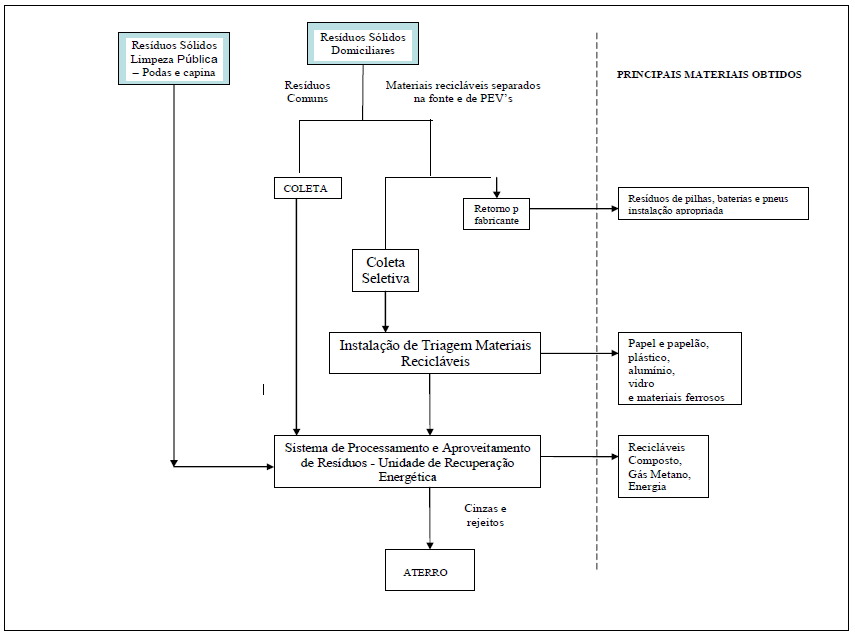 Resíduos Sólidos
Limpeza Pública
– Podas e capina
Resíduos Sólidos
Domiciliares
PRINCIPAIS MATERIAIS OBTIDOS
Resíduos
Comuns
Materiais recicláveis separados
na fonte e de PEV's
COLETA
Retorno p
fabricante
Resíduos de pilhas, baterias e pneus
instalação apropriada
Coleta
Seletiva
Instalação de Triagem Materiais
Recicláveis
Papel e papelão,
plástico,
alumínio,
vidro
e materiais ferrosos
Sistema de Processamento e Aproveitamento
de Resíduos - Unidade de Recuperação
Energética
Recicláveis
Composto,
Gás Metano,
Energia
Cinzas e
rejeitos
ATERRO